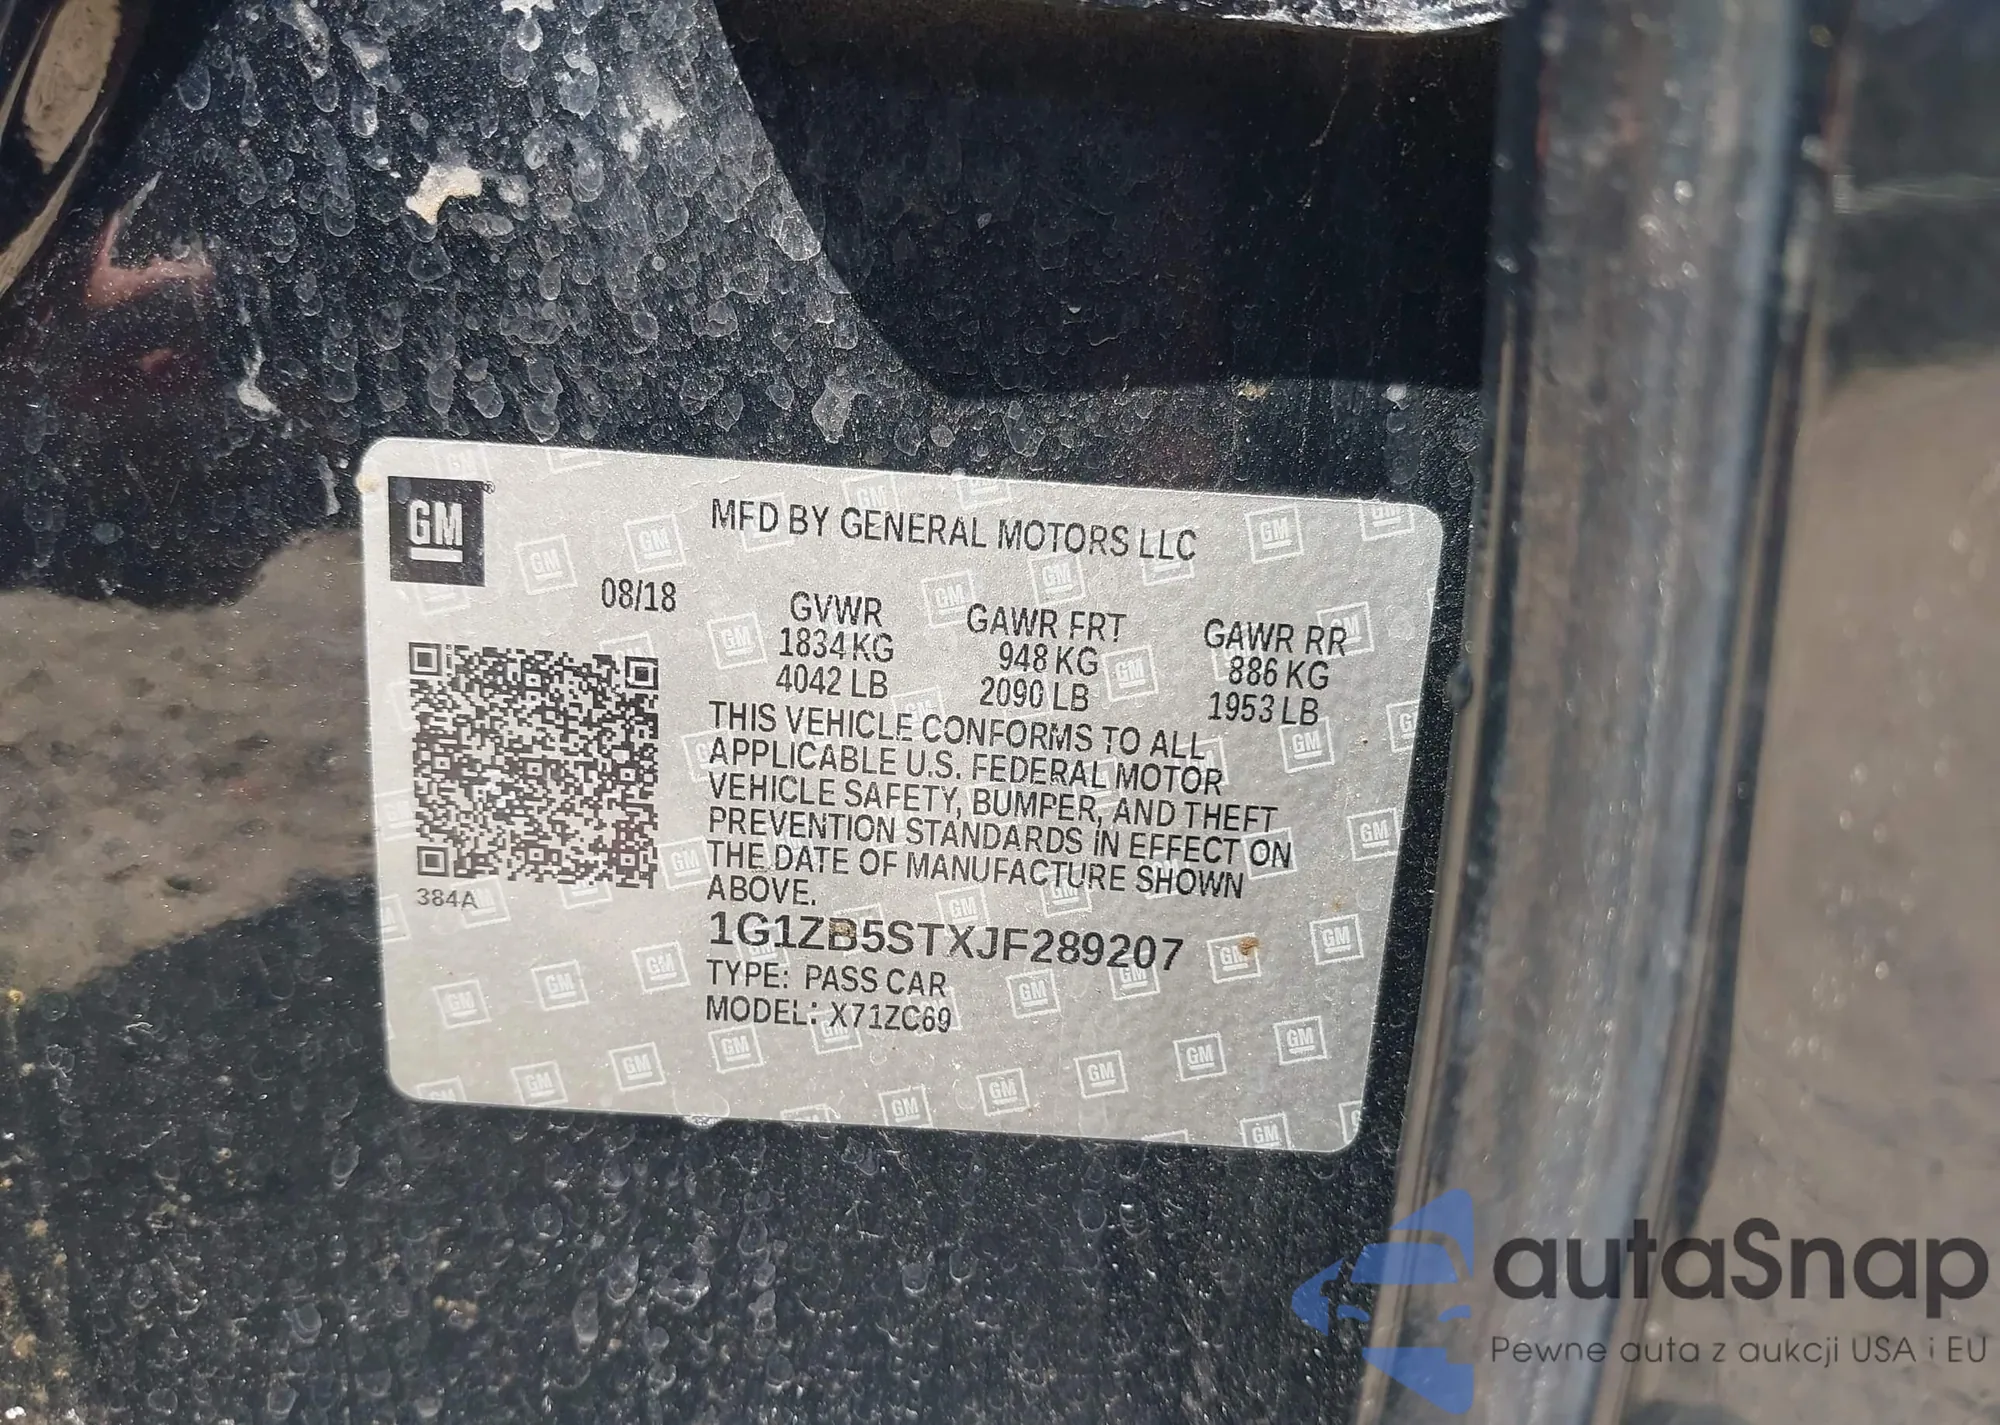 GM
MFD BY GENERAL MOTORS LLC
08/18
GVWR
1834 KG
4042 LB
GAWR FRT
948 KG
2090 LB
GAWR RR
886 KG
1953 LB
THIS VEHICLE CONFORMS TO ALL
APPLICABLE U.S. FEDERAL MOTOR
VEHICLE SAFETY, BUMPER, AND THEFT
PREVENTION STANDARDS IN EFFECT ON
THE DATE OF MANUFACTURE SHOWN
ABOVE.
384A
1G1ZB5STXJF289207
TYPE: PASS CAR
MODEL: X71ZC69
autaSnap
Pewne auta z aukcji USA i EU